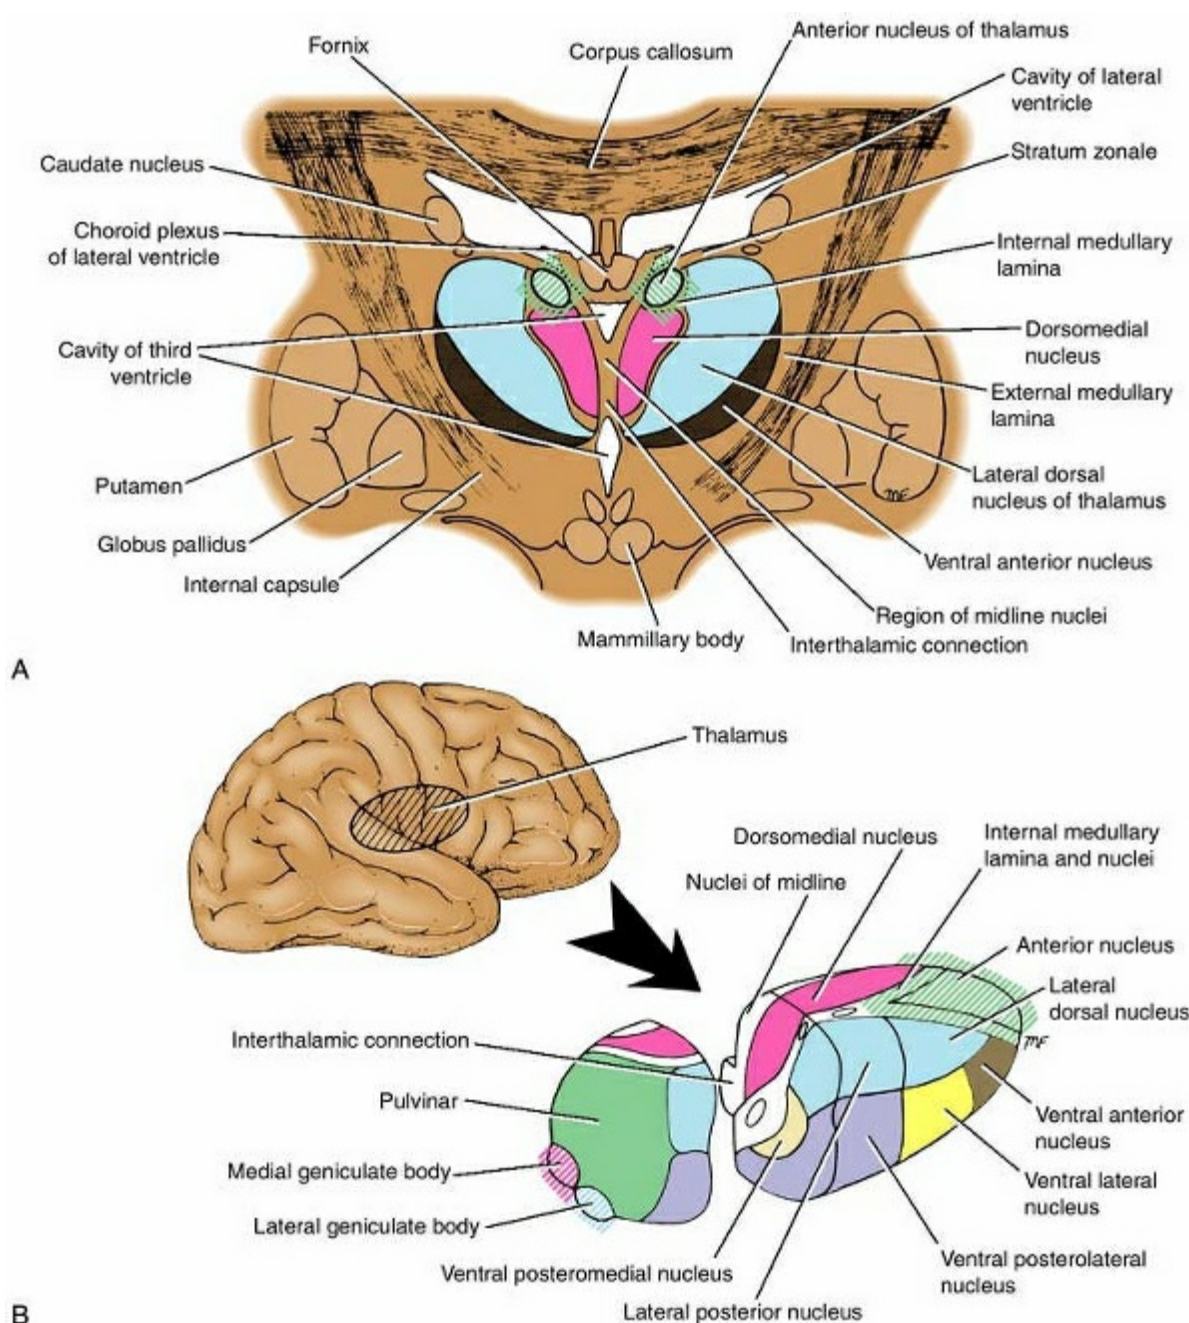 Fornix
Corpus callosum
Anterior nucleus of thalamus
Cavity of lateral
ventricle
Caudate nucleus
Stratum zonale
Choroid plexus
of lateral ventricle
Internal medullary
lamina
Cavity of third
ventricle
Dorsomedial
nucleus
External medullary
lamina
Putamen
Lateral dorsal
nucleus of thalamus
Globus pallidus
Ventral anterior nucleus
Internal capsule
Region of midline nuclei
Mammillary body
Interthalamic connection
A
Thalamus
Dorsomedial nucleus
Internal medullary
lamina and nuclei
Nuclei of midline
Anterior nucleus
Lateral
dorsal nucleus
Interthalamic connection
Pulvinar
Ventral anterior
nucleus
Medial geniculate body
Ventral lateral
nucleus
Lateral geniculate body
Ventral posteromedial nucleus
Ventral posterolateral
nucleus
Lateral posterior nucleus
B